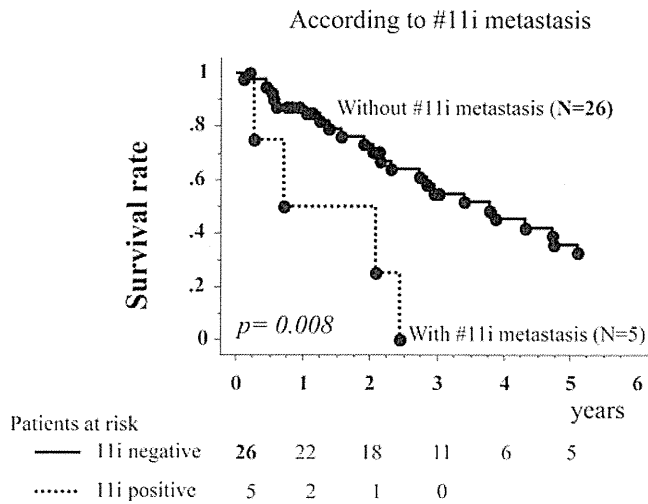 According to #11i metastasis
Survival rate
1
.8
.6
.4
.2
0
Without #11i metastasis (N=26)
With #11i metastasis (N=5)
p= 0.008
0 1 2 3 4 5 6
years
Patients at risk
11i negative 26 22 18 11 6 5
11i positive 5 2 1 0